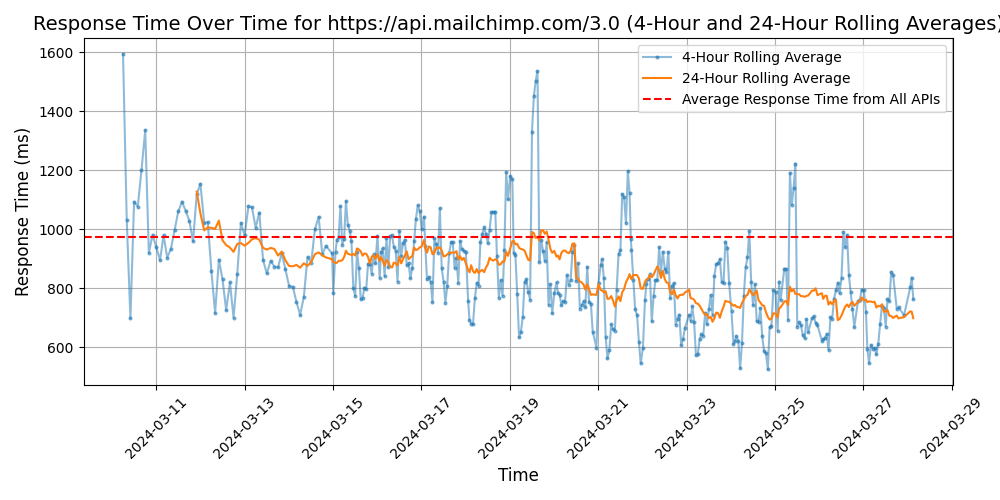 Response Time Over Time for https://api.mailchimp.com/3.0 (4-Hour and 24-Hour Rolling Averages)
4-Hour Rolling Average
24-Hour Rolling Average
Average Response Time from All APIs
Response Time (ms)
1600
1400
1200
1000
800
600
2024-03-11
2024-03-13
2024-03-15
2024-03-17
2024-03-19
2024-03-21
2024-03-23
2024-03-25
2024-03-27
2024-03-29
Time